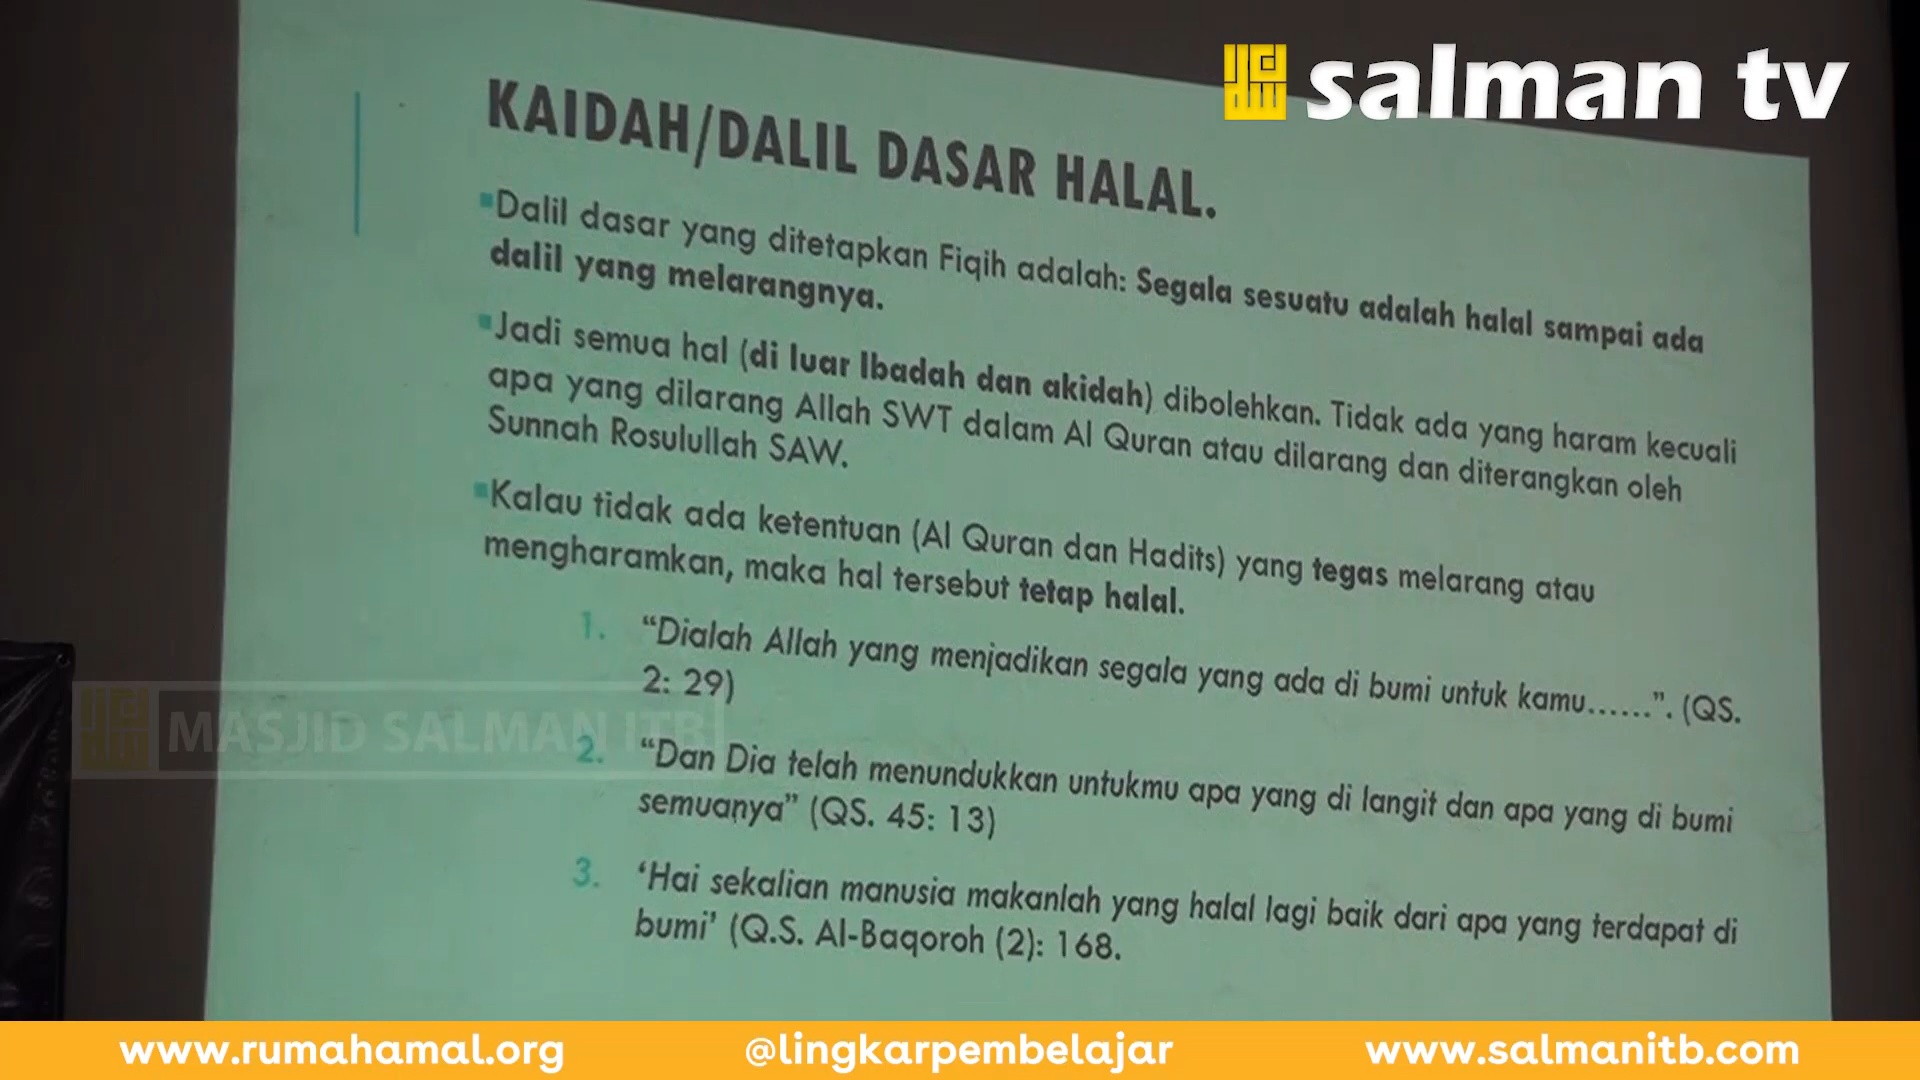 salman tv
KAIDAH/DALIL DASAR HALAL.
Dalil dasar yang ditetapkan Fiqih adalah: Segala sesuatu adalah halal sampai ada
dalil yang melarangnya.
Jadi semua hal (di luar Ibadah dan akidah) dibolehkan. Tidak ada yang haram kecuali
apa yang dilarang Allah SWT dalam Al Quran atau dilarang dan diterangkan oleh
Sunnah Rosulullah SAW.
Kalau tidak ada ketentuan (Al Quran dan Hadits) yang tegas melarang atau
mengharamkan, maka hal tersebut tetap halal.
1. “Dialah Allah yang menjadikan segala yang ada di bumi untuk kamu......”. (QS.
2: 29)
MASJID SALMAN ITB
2. “Dan Dia telah menundukkan untukmu apa yang di langit dan apa yang di bumi
semuanya” (QS. 45: 13)
3. ‘Hai sekalian manusia makanlah yang halal lagi baik dari apa yang terdapat di
bumi’ (Q.S. Al-Baqoroh (2): 168.
www.rumahamal.org
@lingkarpembelajar
www.salmanitb.com